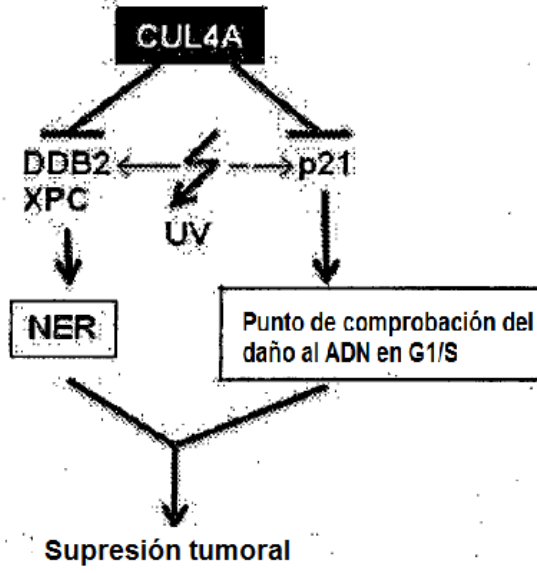 CUL4A
DDB2
XPC
p21
UV
NER
Punto de comprobación del
daño al ADN en G1/S
Supresión tumoral